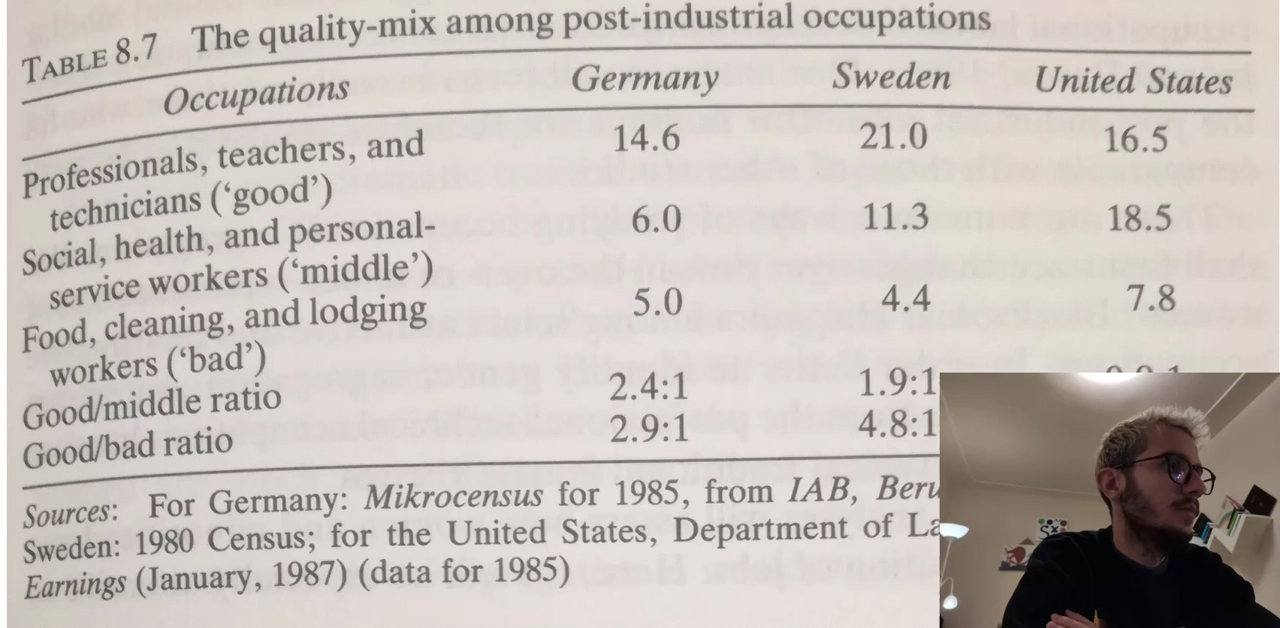 TABLE 8.7 The quality-mix among post-industrial occupations
Occupations Germany Sweden United States
Professionals, teachers, and 14.6 21.0 16.5
technicians (‘good’)
Social, health, and personal- 6.0 11.3 18.5
service workers (‘middle’)
Food, cleaning, and lodging 5.0 4.4 7.8
workers (‘bad’)
Good/middle ratio 2.4:1 1.9:1
Good/bad ratio 2.9:1 4.8:1
Sources: For Germany: Mikrocensus for 1985, from IAB, Beru
Sweden: 1980 Census; for the United States, Department of La
Earnings (January, 1987) (data for 1985)